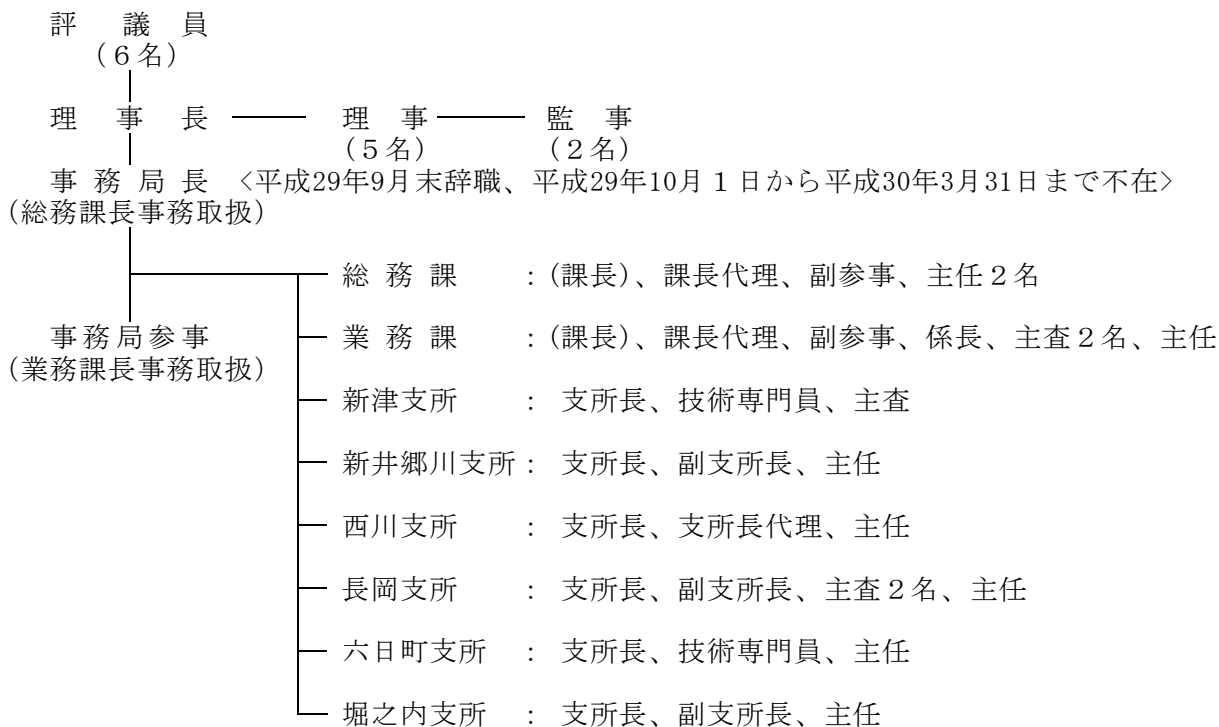 評 議 員
(6名)
理 事 長 理 事 監 事
(5名) (2名)
事 務 局 長 <平成29年9月末辞職、平成29年10月1日から平成30年3月31日まで不在>
(総務課長事務取扱)
総 務 課 : (課長)、課長代理、副参事、主任2名
事務局参事 業 務 課 : (課長)、課長代理、副参事、係長、主査2名、主任
(業務課長事務取扱)
新津支所 : 支所長、技術専門員、主査
新井郷川支所 : 支所長、副支所長、主任
西川支所 : 支所長、支所長代理、主任
長岡支所 : 支所長、副支所長、主査2名、主任
六日町支所 : 支所長、技術専門員、主任
堀之内支所 : 支所長、副支所長、主任